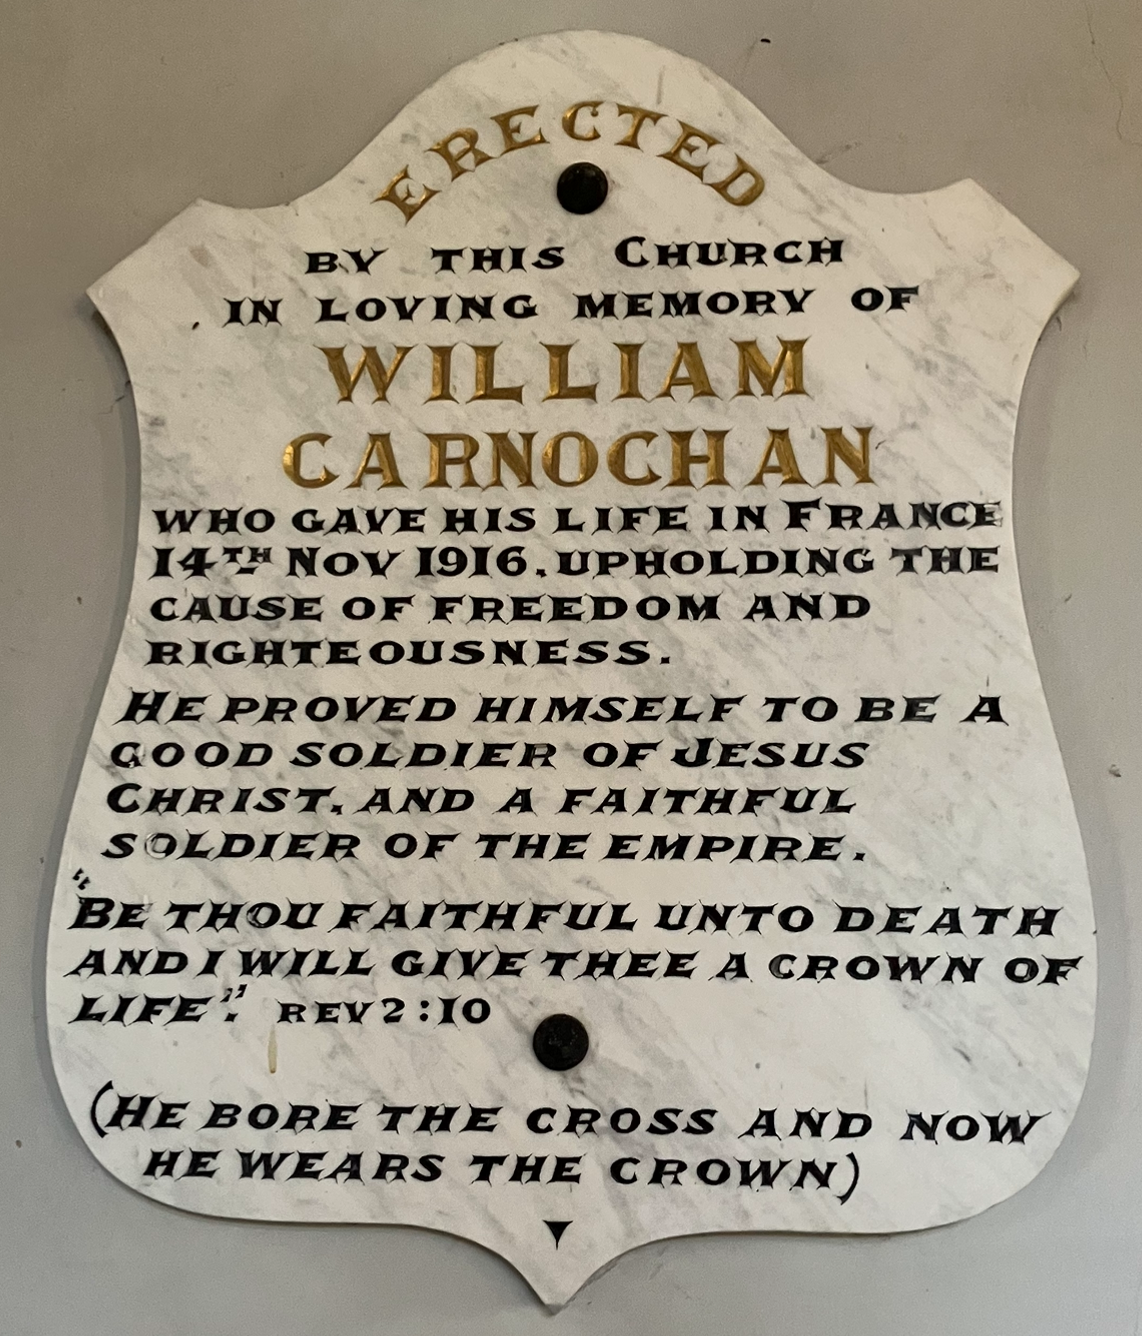 ERECTED
BY THIS CHURCH
IN LOVING MEMORY OF
WILLIAM
CARNOCHAN
WHO GAVE HIS LIFE IN FRANCE
14TH NOV 1916. UPHOLDING THE
CAUSE OF FREEDOM AND
RIGHTEOUSNESS.
HE PROVED HIMSELF TO BE A
GOOD SOLDIER OF JESUS
CHRIST. AND A FAITHFUL
SOLDIER OF THE EMPIRE.
"BE THOU FAITHFUL UNTO DEATH
AND I WILL GIVE THEE A CROWN OF
LIFE". REV 2:10
(HE BORE THE CROSS AND NOW
HE WEARS THE CROWN)